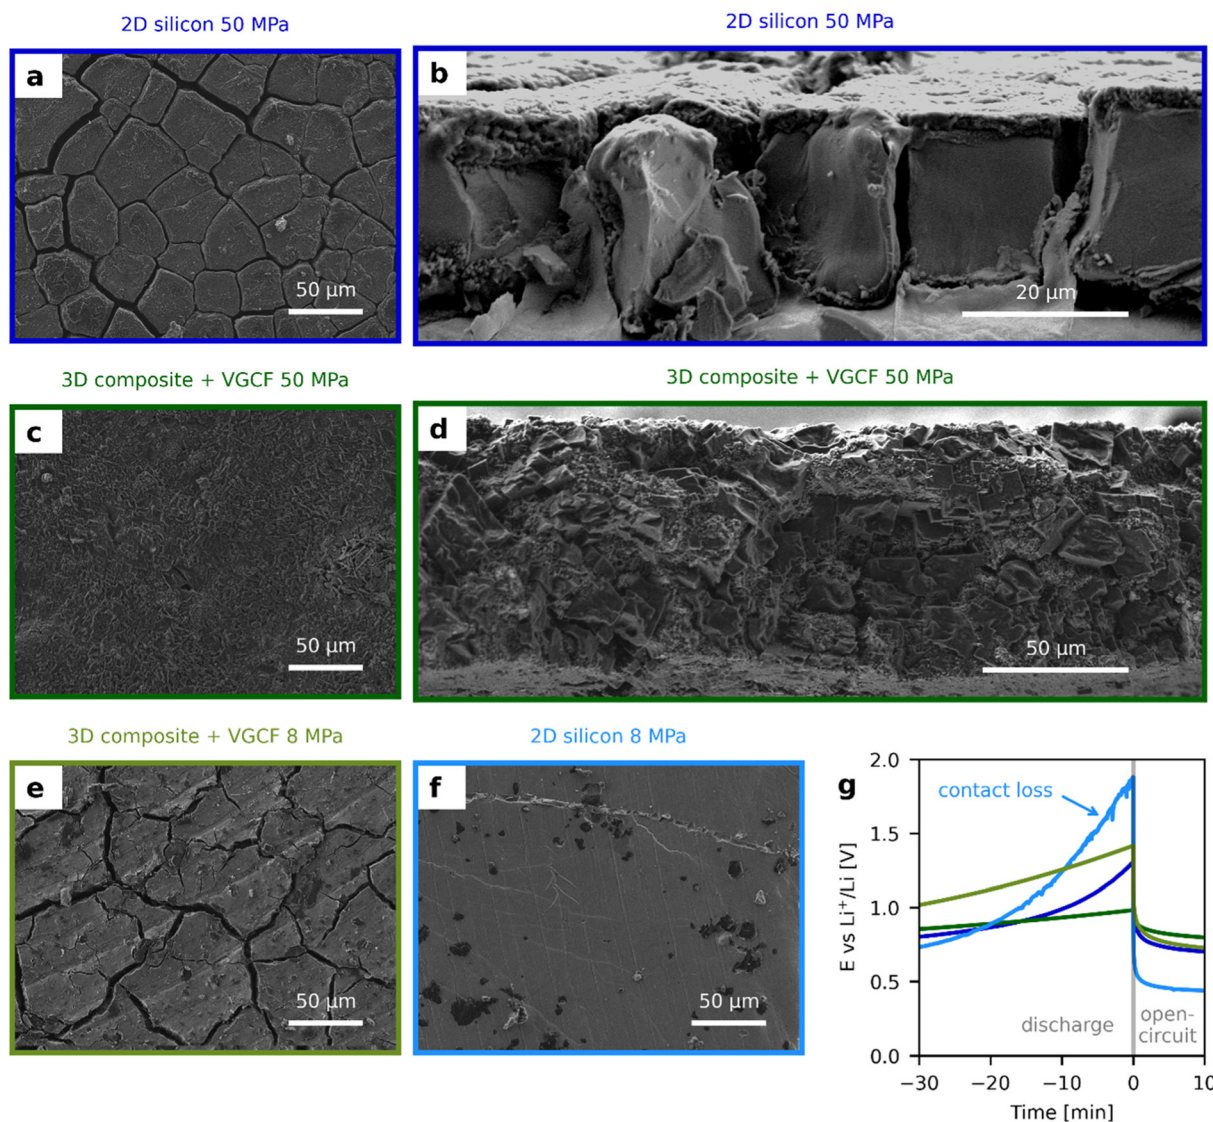 2D silicon 50 MPa
2D silicon 50 MPa
a
50 μm
b
20 μm
3D composite + VGCF 50 MPa
3D composite + VGCF 50 MPa
c
50 μm
d
50 μm
3D composite + VGCF 8 MPa
2D silicon 8 MPa
e
50 μm
f
50 μm
g
contact loss
discharge
open-
circuit
E vs Li⁺/Li [V]
2.0
1.5
1.0
0.5
0.0
−30
−20
−10
0
10
Time [min]